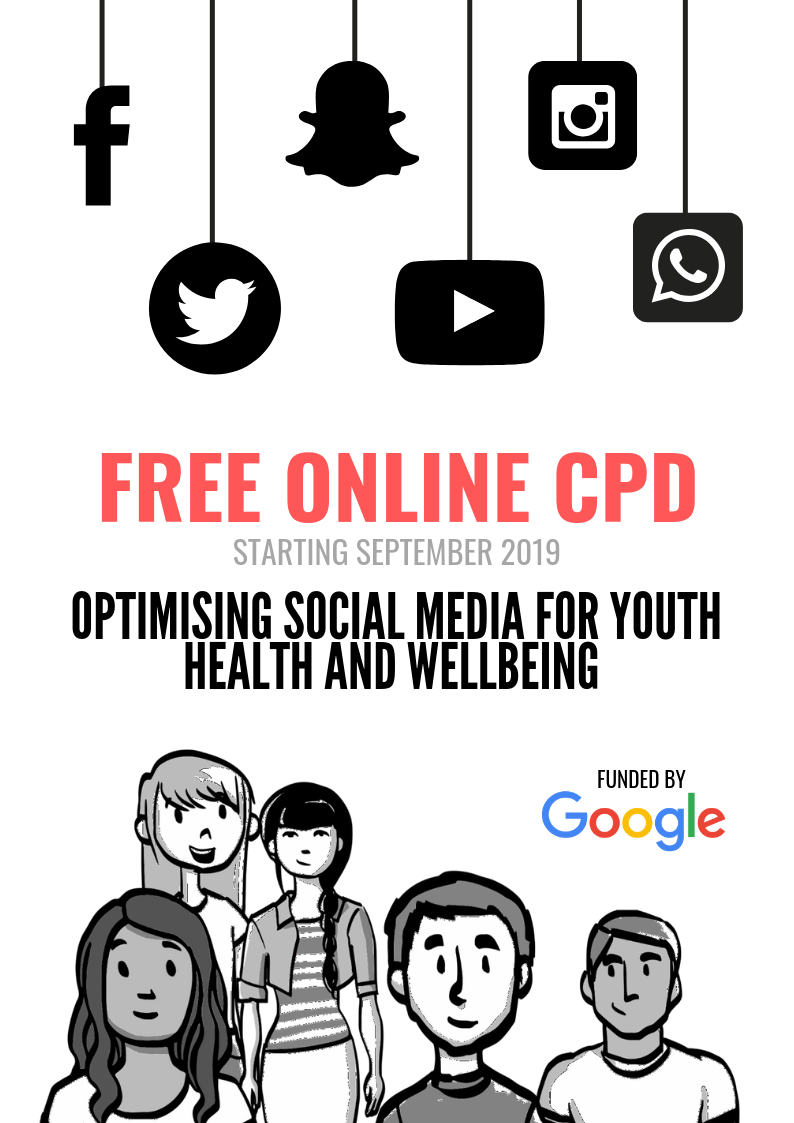 FREE ONLINE CPD
STARTING SEPTEMBER 2019
OPTIMISING SOCIAL MEDIA FOR YOUTH
HEALTH AND WELLBEING
FUNDED BY
Google